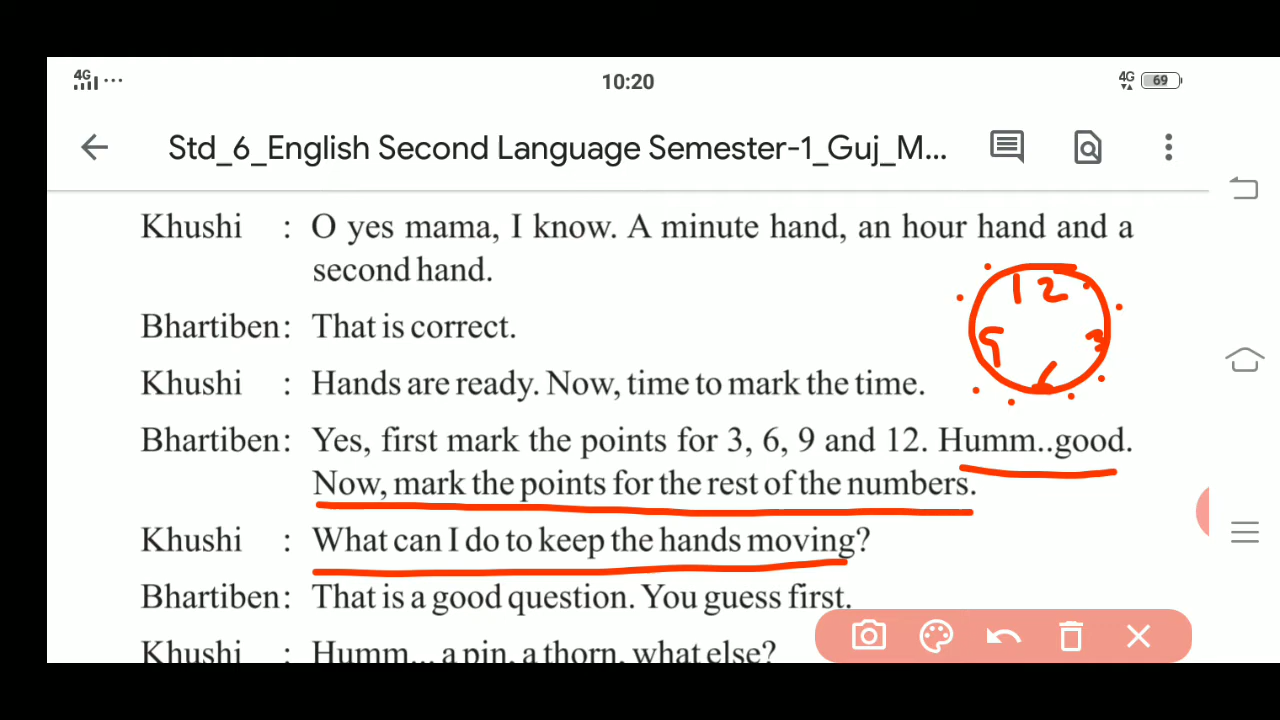 4G ... 10:20 4G 69
Std_6_English Second Language Semester-1_Guj_M...
Khushi : O yes mama, I know. A minute hand, an hour hand and a
second hand.
12
9 3
6
Bhartiben: That is correct.
Khushi : Hands are ready. Now, time to mark the time.
Bhartiben: Yes, first mark the points for 3, 6, 9 and 12. Humm..good.
Now, mark the points for the rest of the numbers.
Khushi : What can I do to keep the hands moving?
Bhartiben: That is a good question. You guess first.
Khushi : Humm... a pin, a thorn, what else?